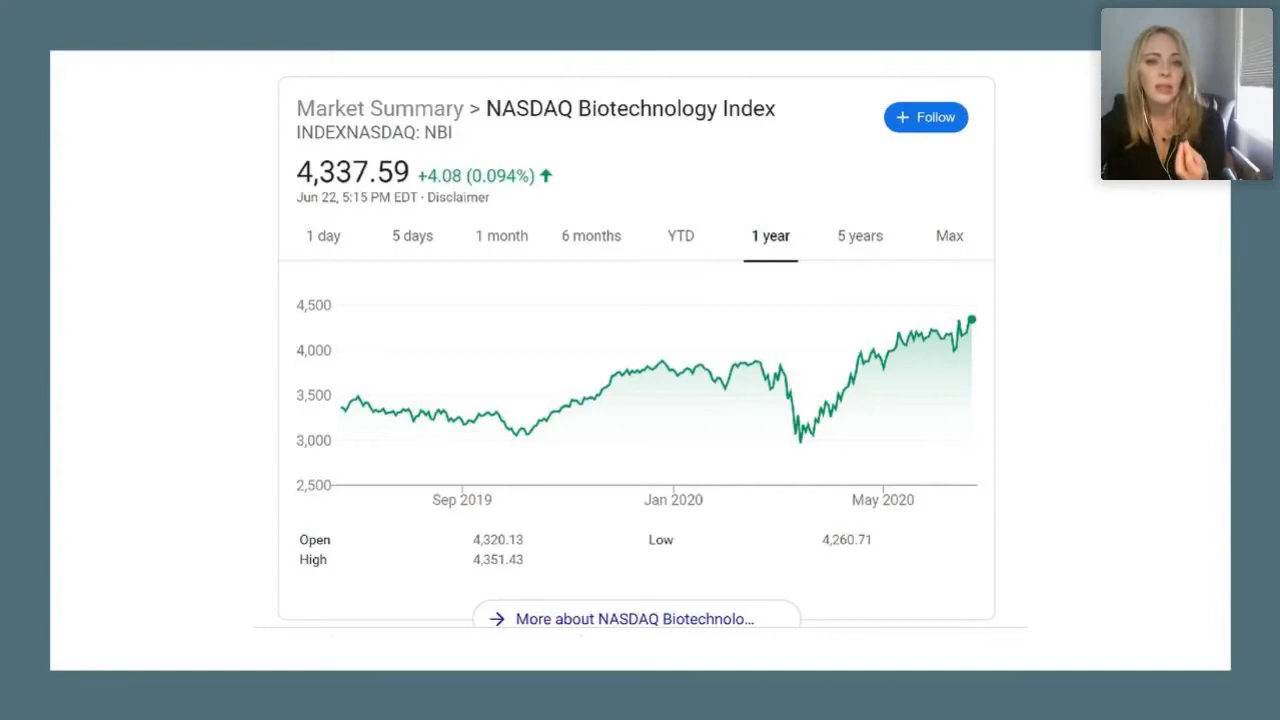 Market Summary > NASDAQ Biotechnology Index
INDEXNASDAQ: NBI
+ Follow
4,337.59 +4.08 (0.094%) ↑
Jun 22, 5:15 PM EDT · Disclaimer
1 day 5 days 1 month 6 months YTD 1 year 5 years Max
4,500
4,000
3,500
3,000
2,500
Sep 2019 Jan 2020 May 2020
Open 4,320.13 Low 4,260.71
High 4,351.43
→ More about NASDAQ Biotechnolo...